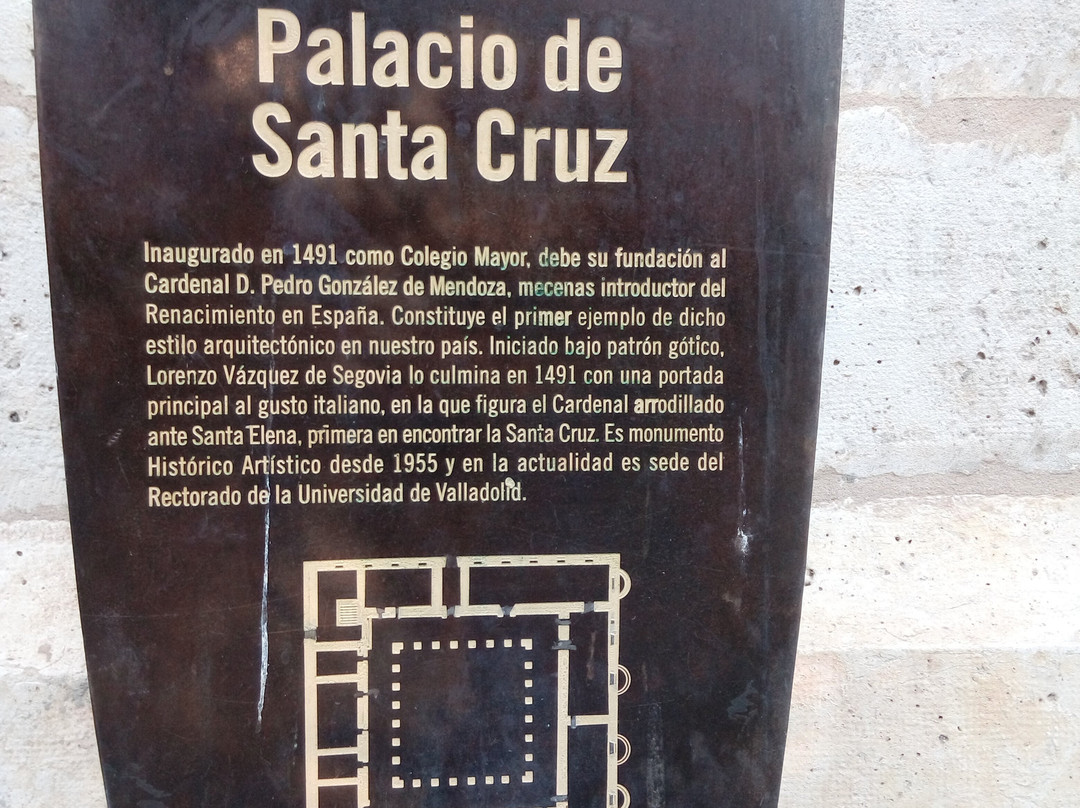 Palacio de
Santa Cruz
Inaugurado en 1491 como Colegio Mayor, debe su fundación al
Cardenal D. Pedro González de Mendoza, mecenas introductor del
Renacimiento en España. Constituye el primer ejemplo de dicho
estilo arquitectónico en nuestro país. Iniciado bajo patrón gótico,
Lorenzo Vázquez de Segovia lo culmina en 1491 con una portada
principal al gusto italiano, en la que figura el Cardenal arrodillado
ante Santa Elena, primera en encontrar la Santa Cruz. Es monumento
Histórico Artístico desde 1955 y en la actualidad es sede del
Rectorado de la Universidad de Valladolid.